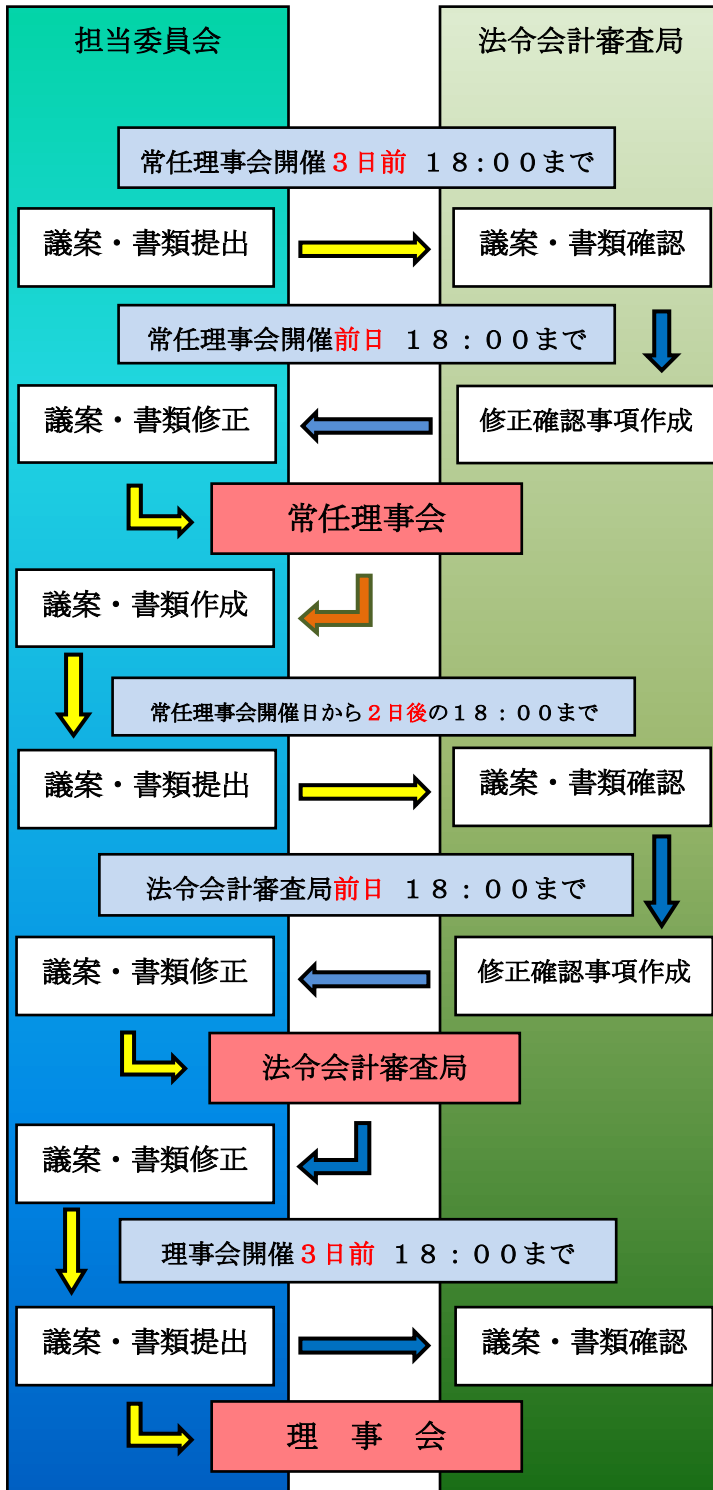 担当委員会
法令会計審査局
常任理事会開催３日前 １８:００まで
議案・書類提出
議案・書類確認
常任理事会開催前日 １８：００まで
議案・書類修正
修正確認事項作成
常任理事会
議案・書類作成
常任理事会開催日から２日後の１８：００まで
議案・書類提出
議案・書類確認
法令会計審査局前日 １８：００まで
議案・書類修正
修正確認事項作成
法令会計審査局
議案・書類修正
理事会開催３日前 １８：００まで
議案・書類提出
議案・書類確認
理　事　会